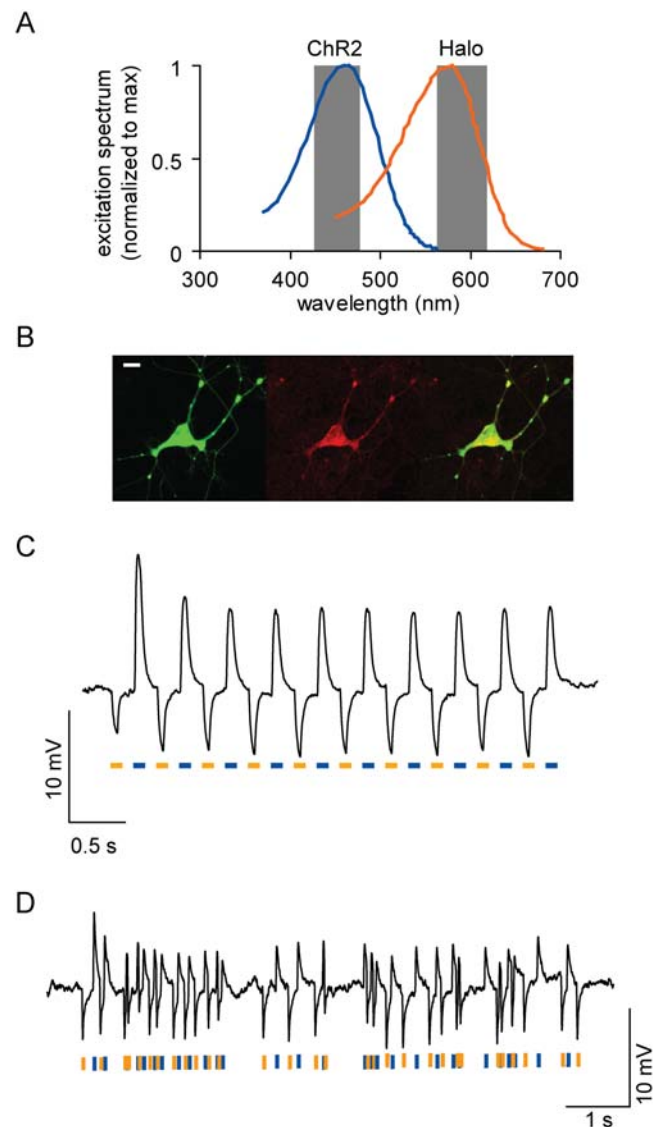 A
ChR2 Halo
excitation spectrum
(normalized to max)
1
0.5
0
300 400 500 600 700
wavelength (nm)
B
C
10 mV
0.5 s
D
10 mV
1 s